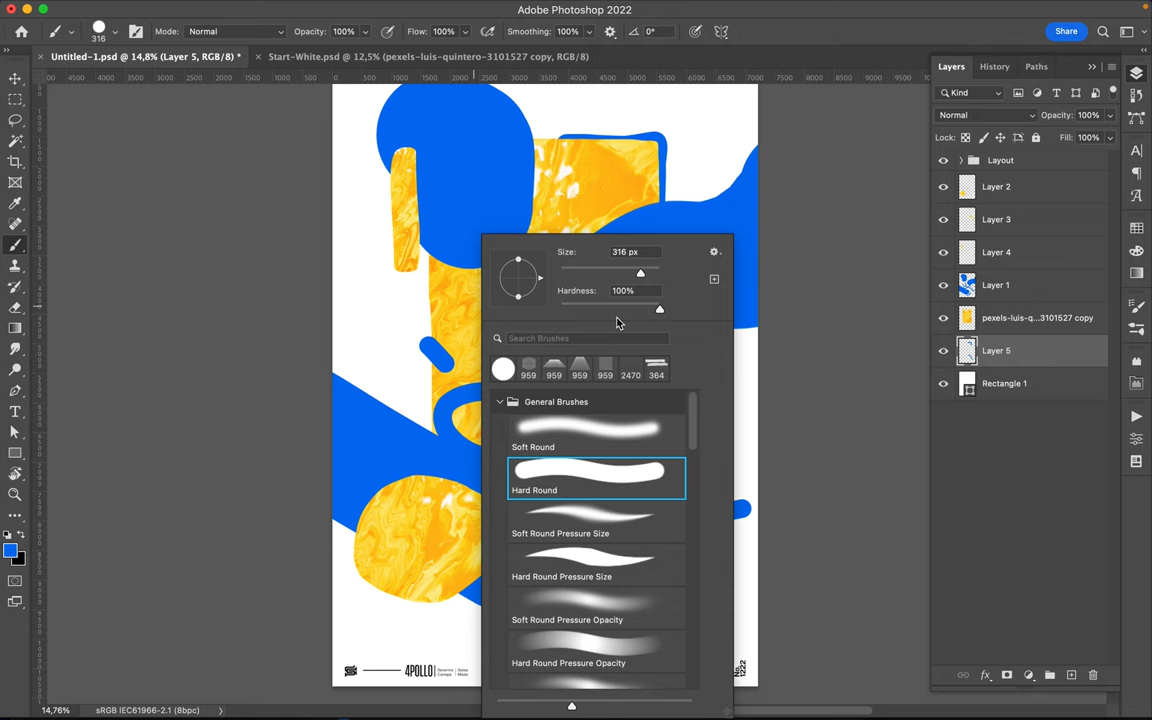 Adobe Photoshop 2022
316
Mode: Normal Opacity: 100% Flow: 100% Smoothing: 100% 0° Share
Untitled-1.psd @ 14,8% (Layer 5, RGB/8) *
Start-White.psd @ 12,5% (pexels-luis-quintero-3101527 copy, RGB/8)
Layers History Paths
Kind
Normal Opacity: 100%
Lock: Fill: 100%
Layout
Layer 2
Layer 3
Layer 4
Layer 1
pexels-luis-q...3101527 copy
Layer 5
Rectangle 1
Size: 316 px
Hardness: 100%
Search Brushes
959 959 959 959 2470 364
General Brushes
Soft Round
Hard Round
Soft Round Pressure Size
Hard Round Pressure Size
Soft Round Pressure Opacity
Hard Round Pressure Opacity
4POLLO
No.
1222
14,76% sRGB IEC61966-2.1 (8bpc)